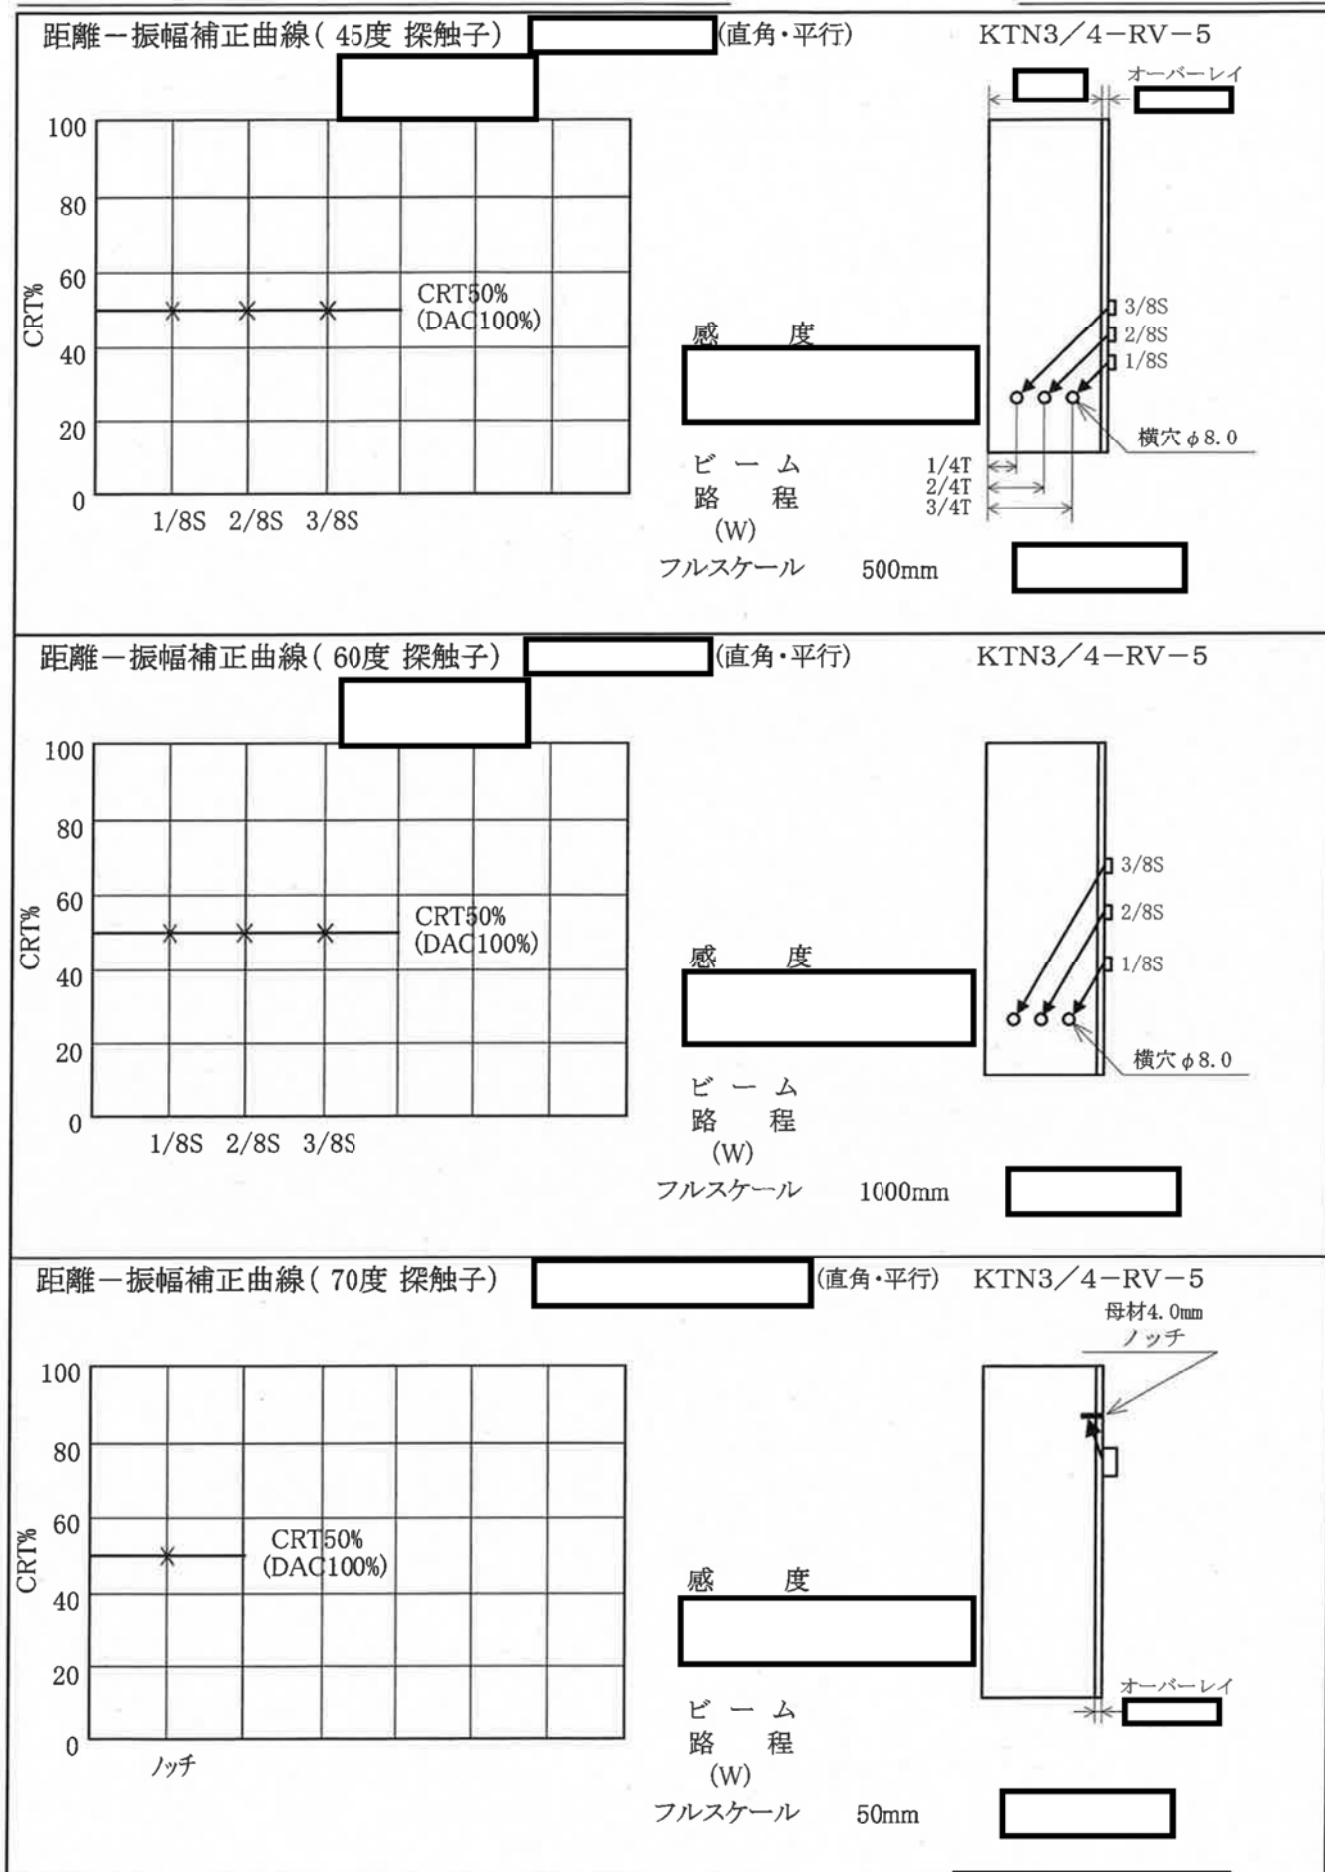 距離－振幅補正曲線( 45度 探触子)
(直角・平行)
KTN3／4－RV－5
オーバーレイ
100
80
60
40
20
0
CRT%
CRT50%
(DAC100%)
1/8S 2/8S 3/8S
感 度
ビ ー ム
路 程
(W)
フルスケール 500mm
3/8S
2/8S
1/8S
横穴φ8.0
1/4T
2/4T
3/4T
距離－振幅補正曲線( 60度 探触子)
(直角・平行)
KTN3／4－RV－5
100
80
60
40
20
0
CRT%
CRT50%
(DAC100%)
1/8S 2/8S 3/8S
感 度
ビ ー ム
路 程
(W)
フルスケール 1000mm
3/8S
2/8S
1/8S
横穴φ8.0
距離－振幅補正曲線( 70度 探触子)
(直角・平行)
KTN3／4－RV－5
母材4.0mm
ノッチ
100
80
60
40
20
0
CRT%
CRT50%
(DAC100%)
ノッチ
感 度
ビ ー ム
路 程
(W)
フルスケール 50mm
オーバーレイ